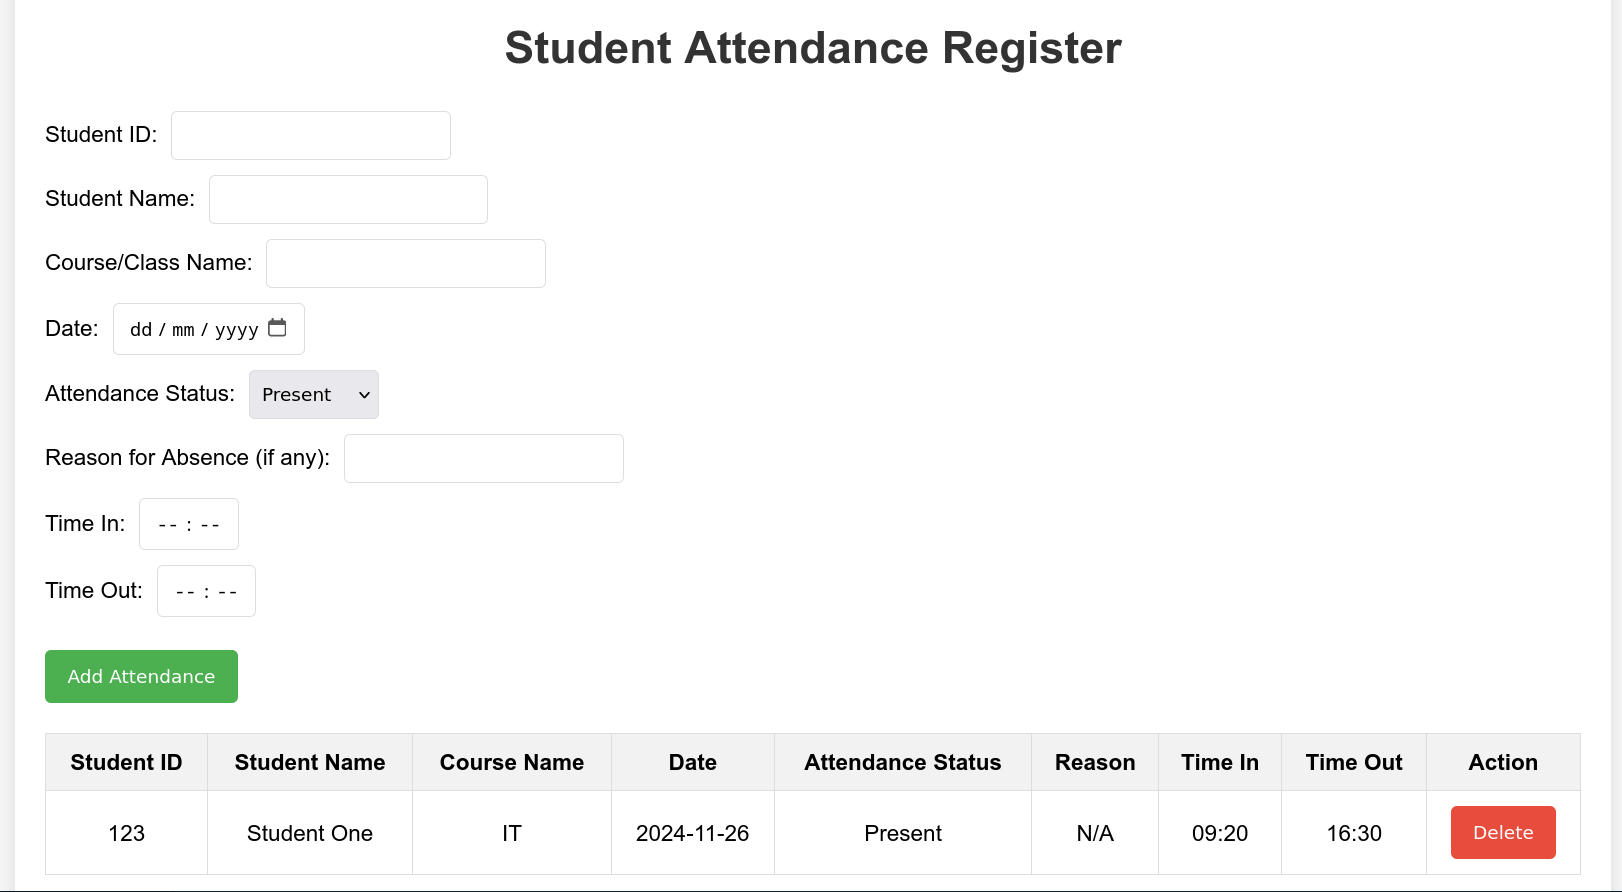 Student Attendance Register
Student ID:
Student Name:
Course/Class Name:
Date: dd / mm / yyyy
Attendance Status: Present
Reason for Absence (if any):
Time In: -- : --
Time Out: -- : --
Add Attendance
Student ID Student Name Course Name Date Attendance Status Reason Time In Time Out Action
123 Student One IT 2024-11-26 Present N/A 09:20 16:30 Delete